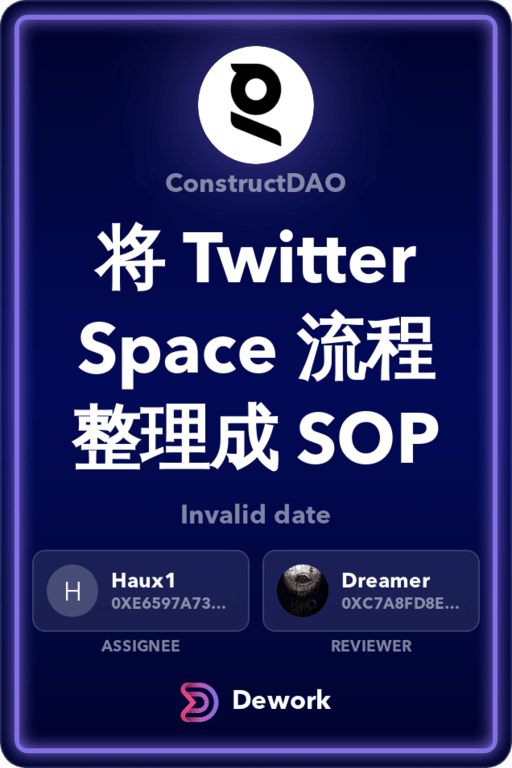 ConstructDAO
将 Twitter
Space 流程
整理成 SOP
Invalid date
H
Haux1
0XE6597A73...
Dreamer
0XC7A8FD8E...
ASSIGNEE
REVIEWER
Dework